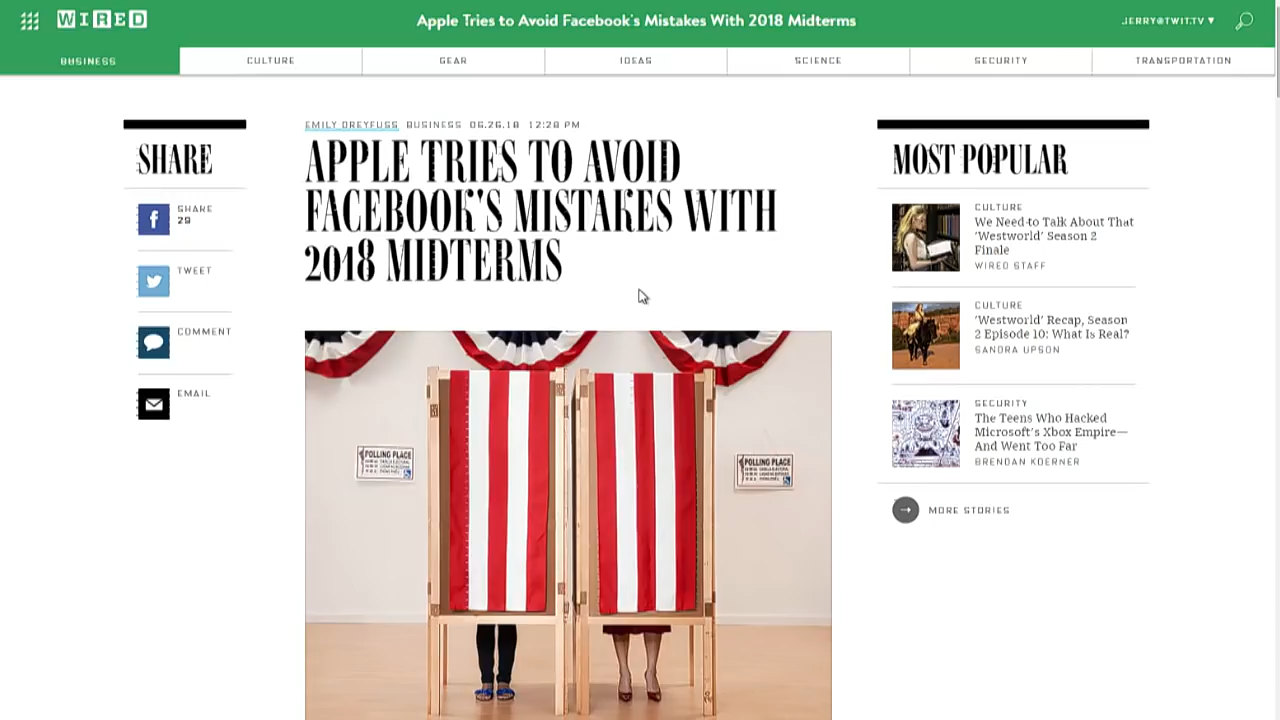 WIRED
Apple Tries to Avoid Facebook's Mistakes With 2018 Midterms
JERRY@TWIT.TV
BUSINESS
CULTURE
GEAR
IDEAS
SCIENCE
SECURITY
TRANSPORTATION
SHARE
SHARE
29
TWEET
COMMENT
EMAIL
EMILY DREYFUSS BUSINESS 06.26.18 12:28 PM
APPLE TRIES TO AVOID
FACEBOOK'S MISTAKES WITH
2018 MIDTERMS
POLLING PLACE
POLLING PLACE
MOST POPULAR
CULTURE
We Need to Talk About That
'Westworld' Season 2
Finale
WIRED STAFF
CULTURE
'Westworld' Recap, Season
2 Episode 10: What Is Real?
SANDRA UPSON
SECURITY
The Teens Who Hacked
Microsoft's Xbox Empire—
And Went Too Far
BRENDAN KOERNER
MORE STORIES